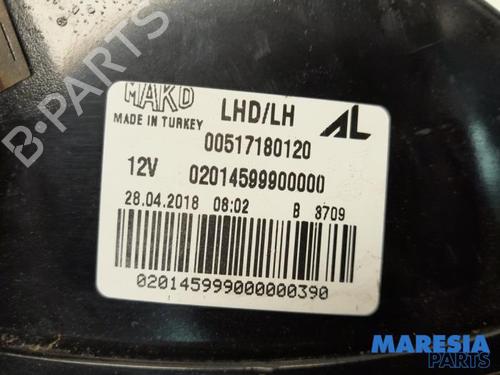 MAKO
LHD/LH
AL
MADE IN TURKEY
00517180120
12V
02014599900000
28.04.2018 08:02
B 3709
020145999000000390
B-PARTS
MARESIA
PARTS